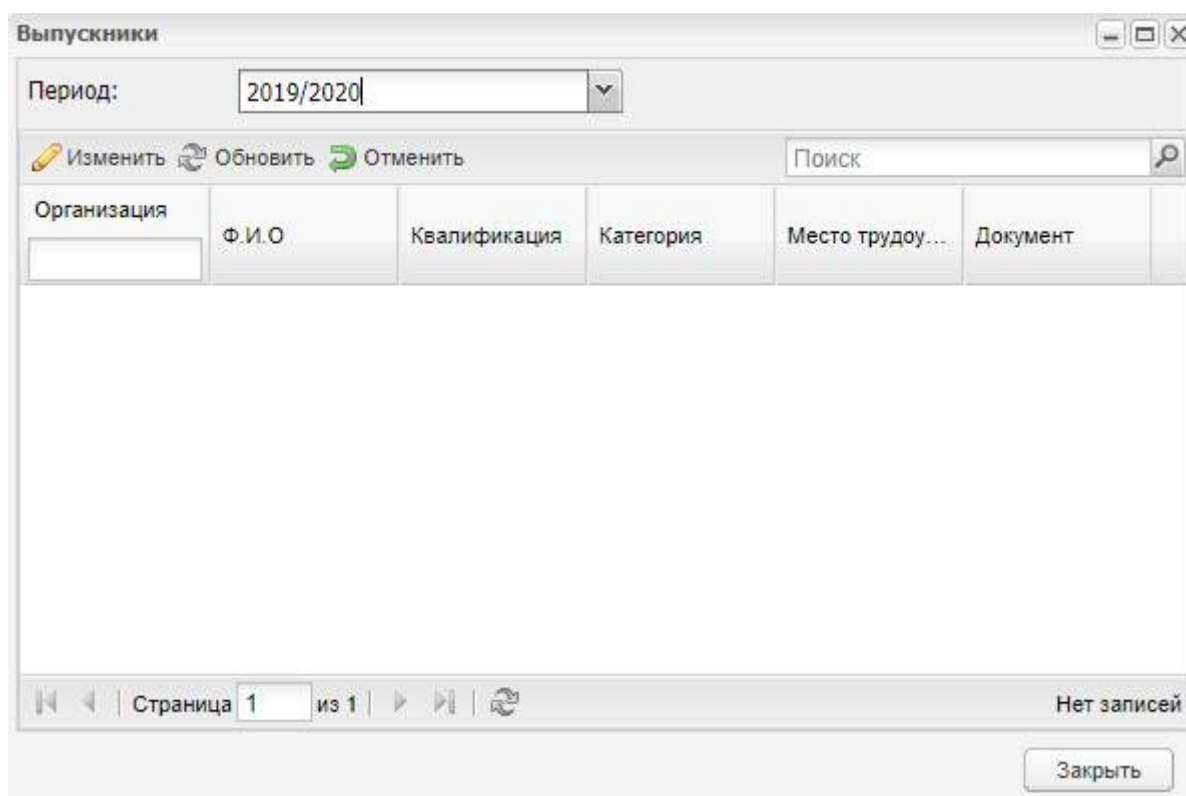 Выпускники
Период: 2019/2020
Изменить Обновить Отменить Поиск
Организация Ф.И.О Квалификация Категория Место трудоу... Документ
Страница 1 из 1 Нет записей
Закрыть